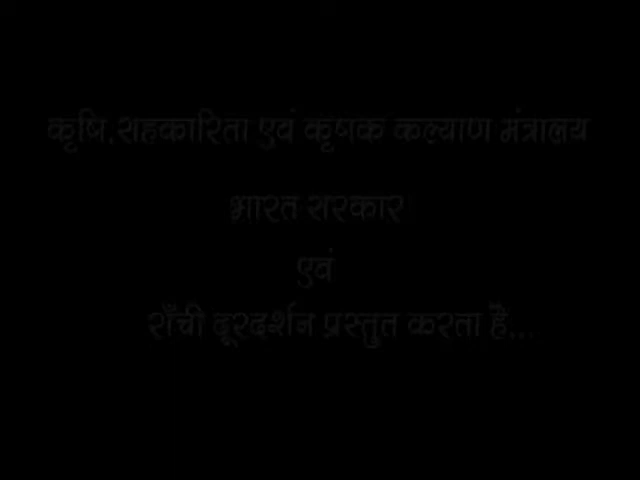 कृषि.सहकारिता एवं कृषक कल्याण मंत्रालय
भारत सरकार
एवं
राँची दूरदर्शन प्रस्तुत करता है...